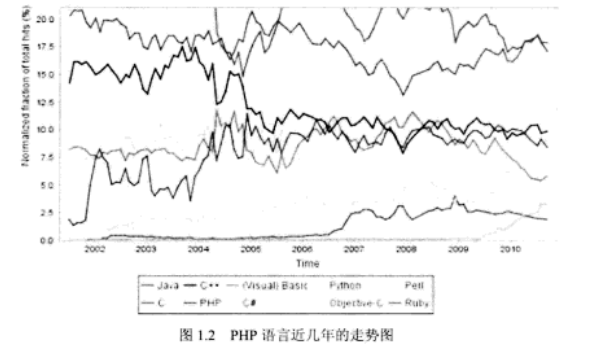 Normalized fraction of total hits (%)
20.0
17.5
15.0
12.5
10.0
7.5
5.0
2.5
0.0
2002 2003 2004 2005 2006 2007 2008 2009 2010
Time
Java C++ (Visual) Basic Python Perl
C PHP C# Objective-C Ruby
图 1.2 PHP 语言近几年的走势图